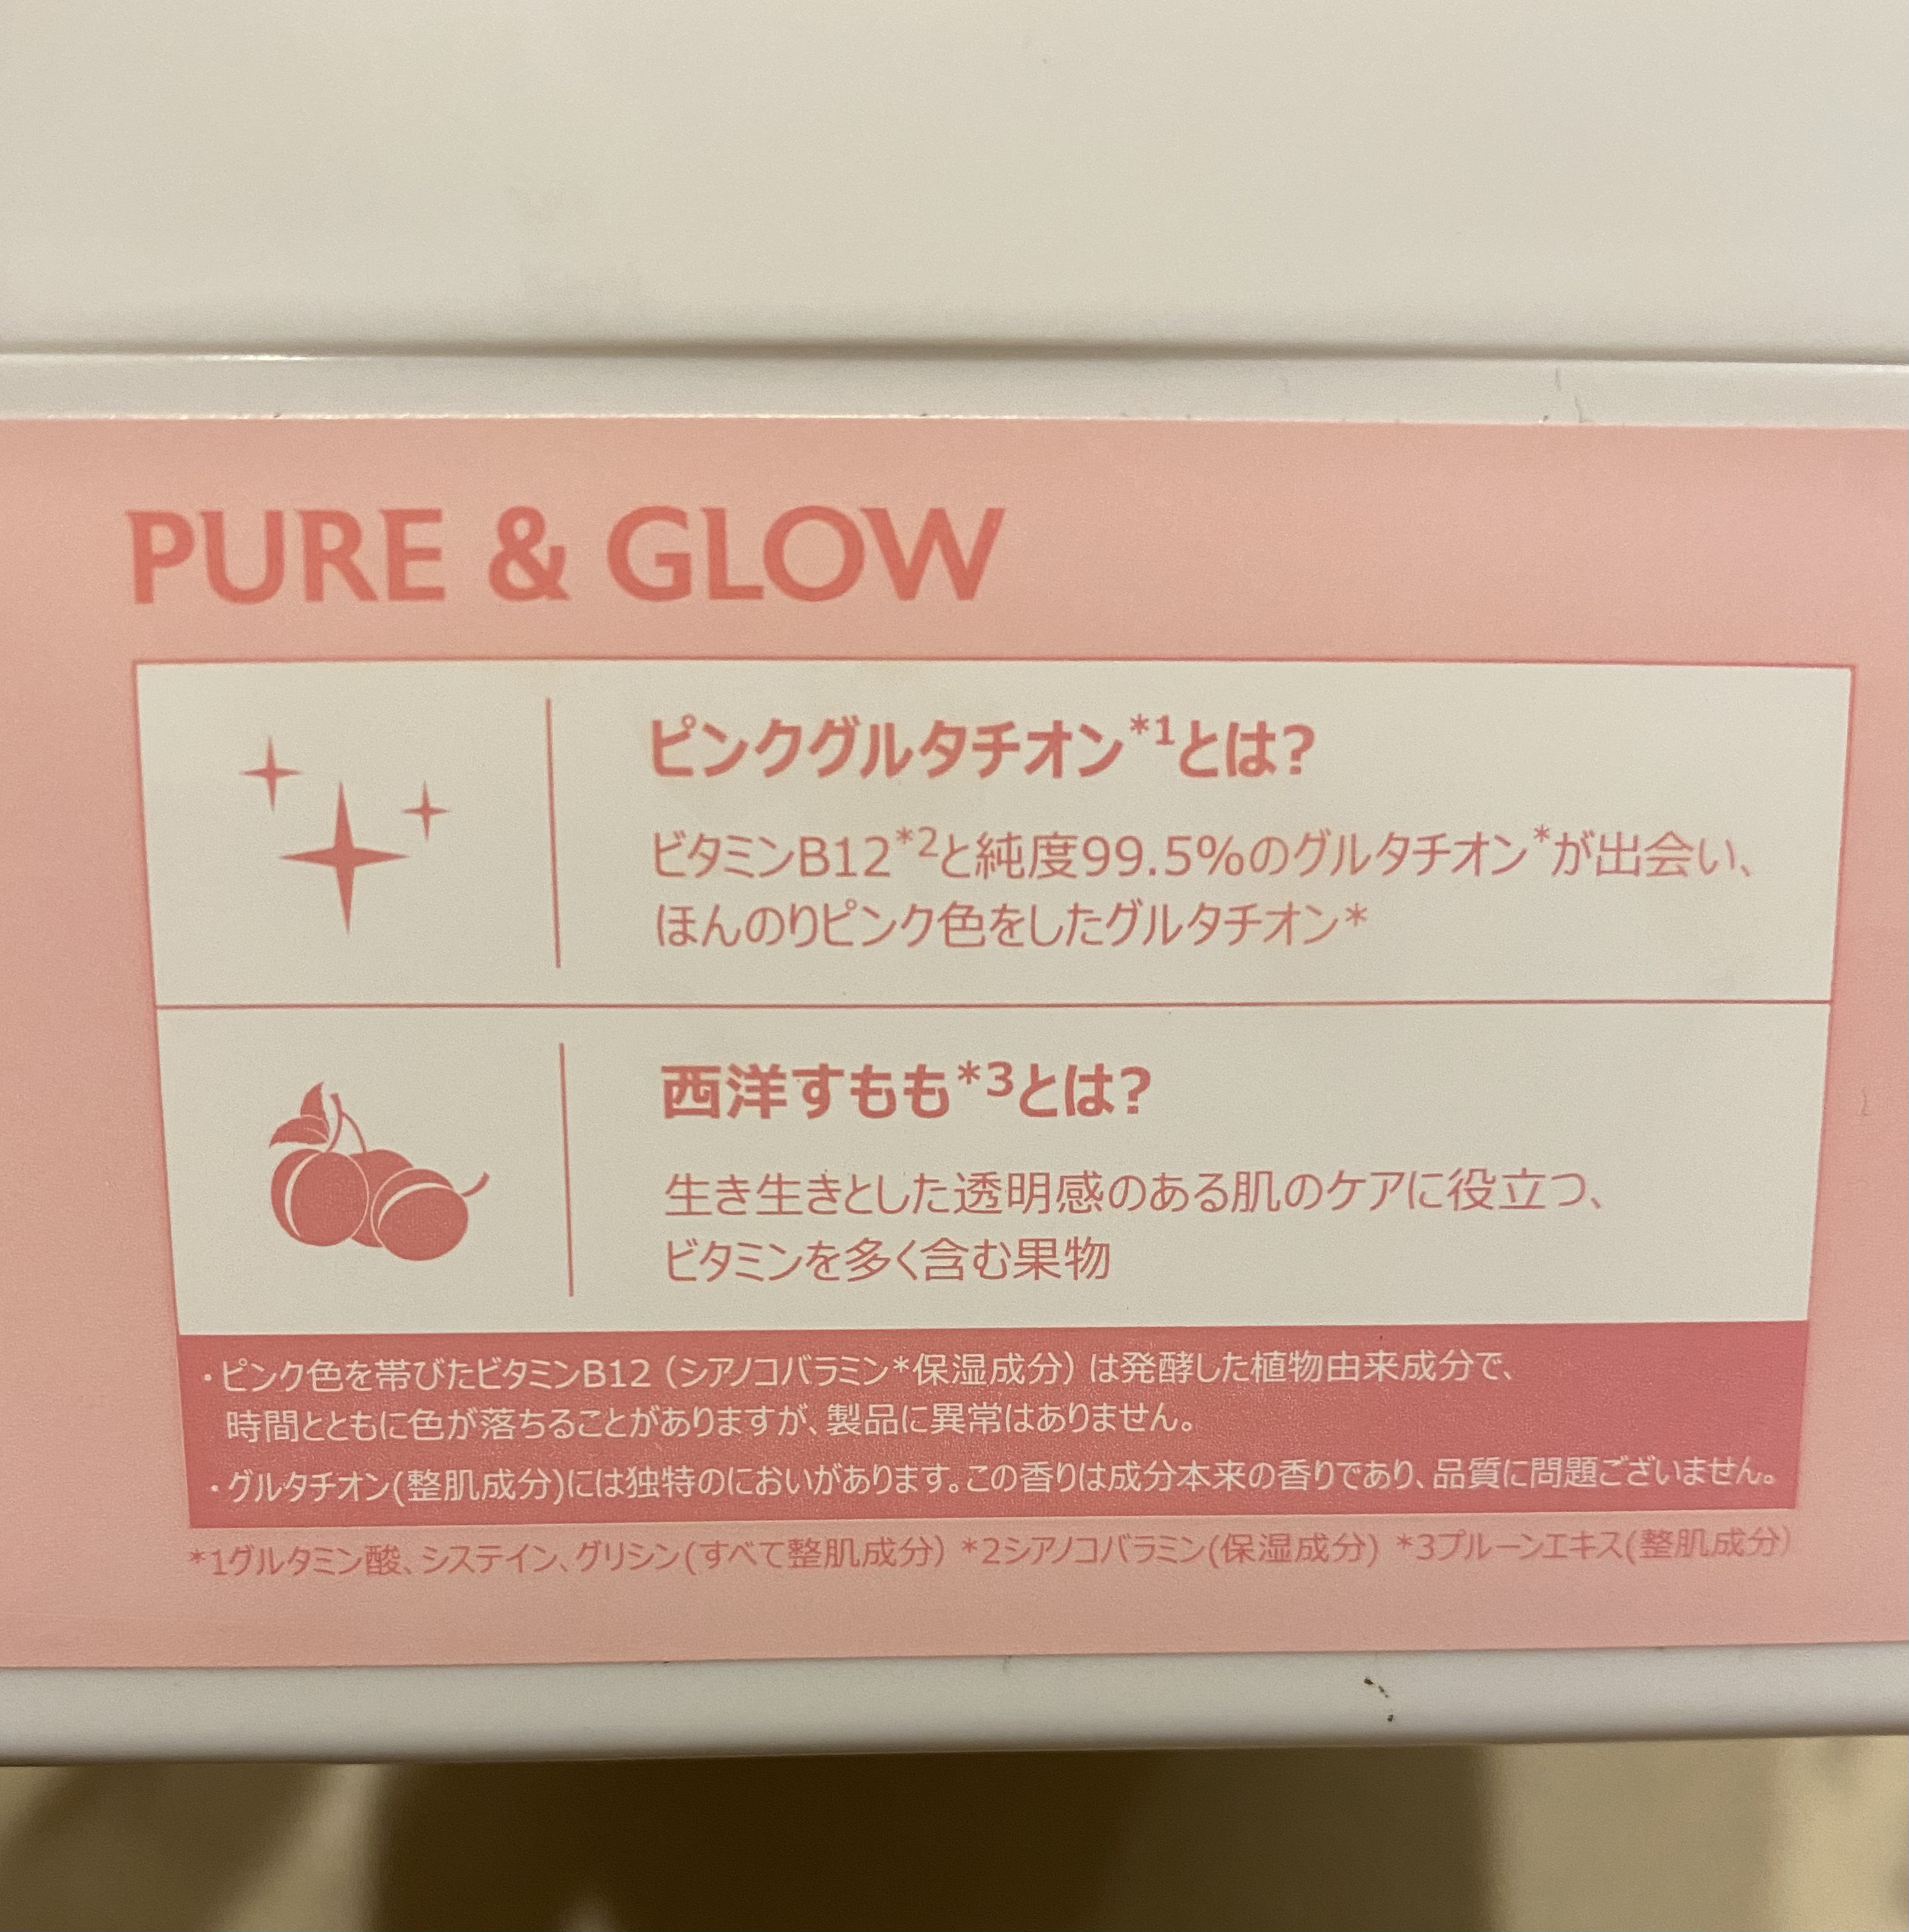 PURE & GLOW
ピンクグルタチオン*1とは?
ビタミンB12*2と純度99.5%のグルタチオン*が出会い、
ほんのりピンク色をしたグルタチオン*
西洋すもも*3とは?
生き生きとした透明感のある肌のケアに役立つ、
ビタミンを多く含む果物
・ピンク色を帯びたビタミンB12（シアノコバラミン*保湿成分）は発酵した植物由来成分で、
時間とともに色が落ちることがありますが、製品に異常はありません。
・グルタチオン(整肌成分)には独特のにおいがあります。この香りは成分本来の香りであり、品質に問題ございません。
*1グルタミン酸、システイン、グリシン(すべて整肌成分） *2シアノコバラミン(保湿成分) *3プルーンエキス(整肌成分）